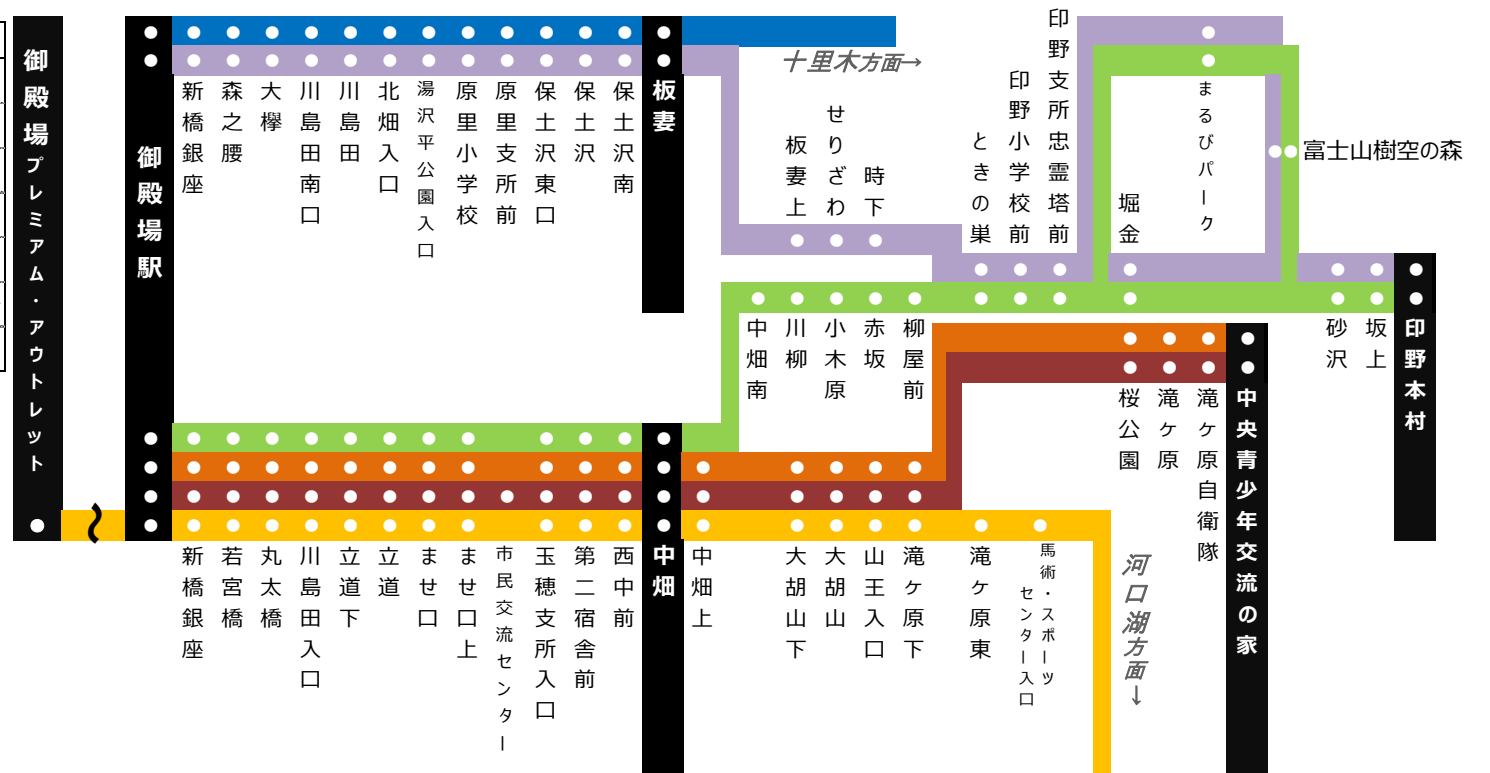 御殿場プレミアム・アウトレット
御殿場駅
新橋銀座
森之腰
大欅
川島田南口
川島田
北畑入口
湯沢平公園入口
原里小学校
原里支所前
保土沢東口
保土沢
保土沢南
板妻
十里木方面→
板妻上
せりざわ
時下
ときの巣
印野小学校前
印野支所忠霊塔前
堀金
まるびパーク
富士山樹空の森
中畑南
川柳
小木原
赤坂
柳屋前
砂沢
坂上
印野本村
桜公園
滝ヶ原
滝ヶ原自衛隊
中央青少年交流の家
新橋銀座
若宮橋
丸太橋
川島田入口
立道下
立道
ませ口
ませ口上
市民交流センター
玉穂支所入口
第二宿舎前
西中前
中畑
中畑上
大胡山下
大胡山
山王入口
滝ヶ原下
滝ヶ原東
馬術・スポーツ
センター入口
河口湖方面→